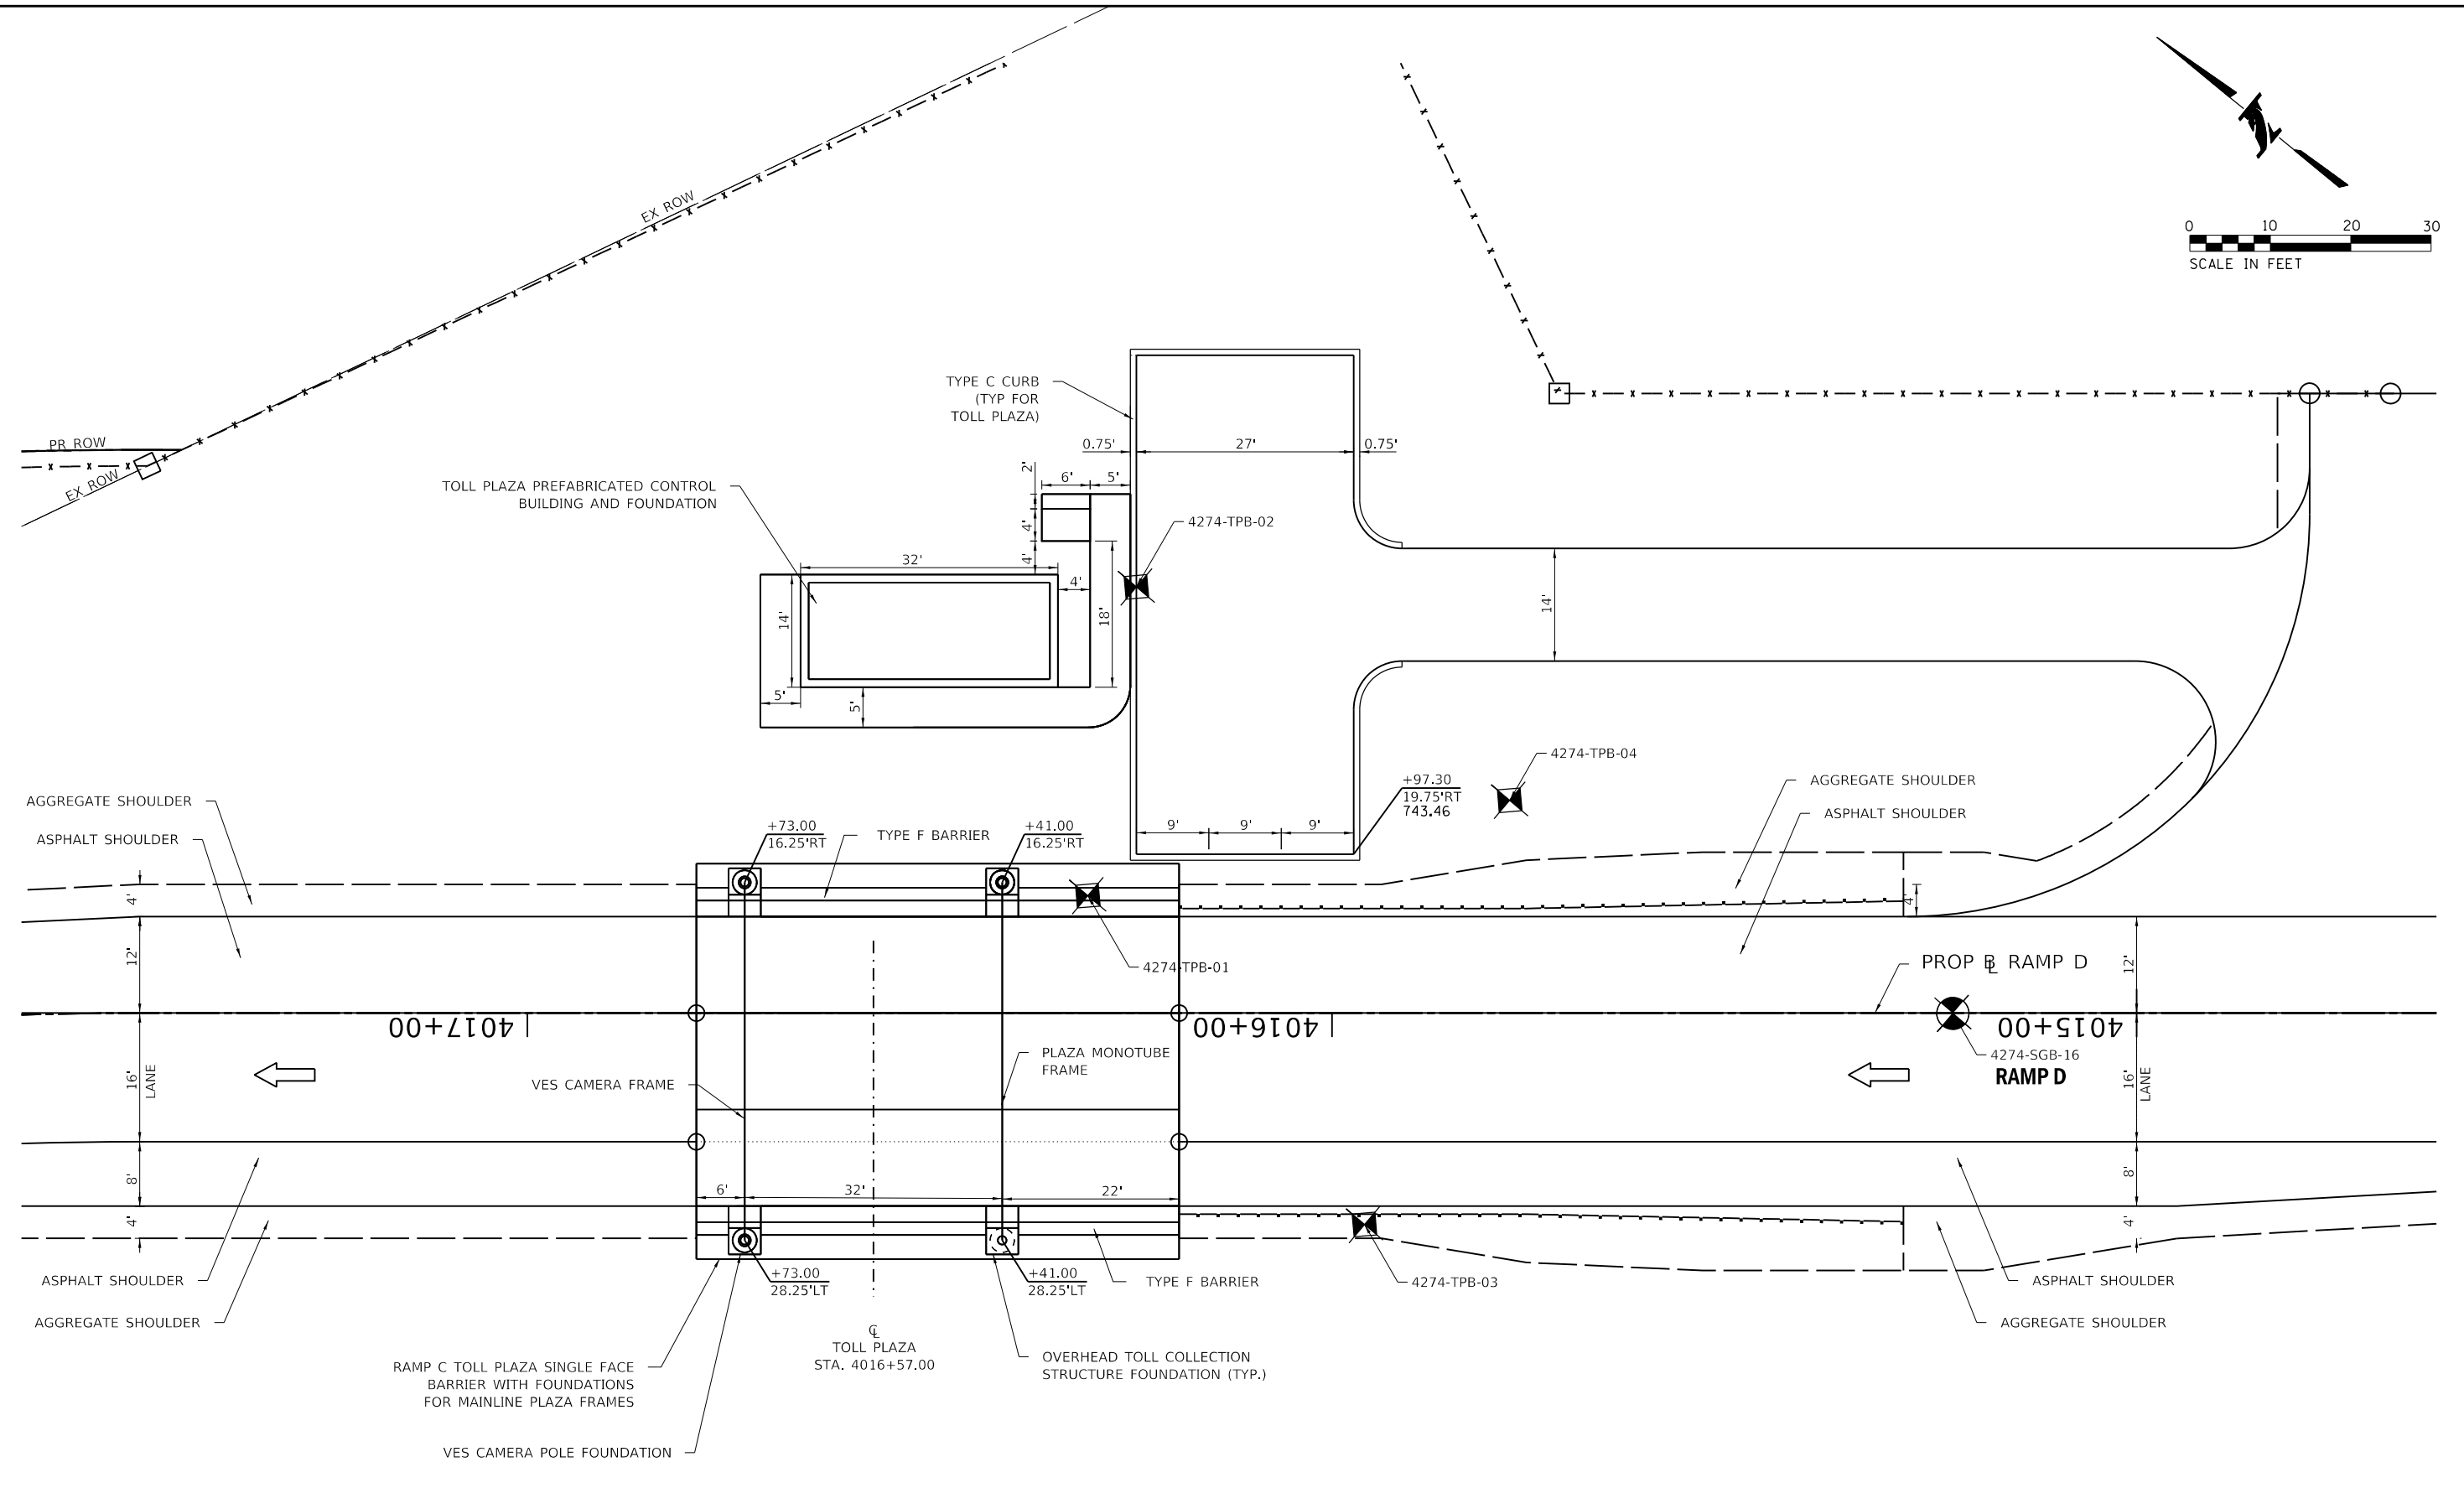 0 10 20 30
SCALE IN FEET
EX ROW
PR ROW
EX ROW
TYPE C CURB
(TYP FOR
TOLL PLAZA)
0.75'
27'
0.75'
2'
6'
5'
TOLL PLAZA PREFABRICATED CONTROL
BUILDING AND FOUNDATION
4'
4274-TPB-02
4'
32'
4'
14'
18'
14'
5'
5'
4274-TPB-04
+97.30
19.75'RT
743.46
AGGREGATE SHOULDER
ASPHALT SHOULDER
AGGREGATE SHOULDER
ASPHALT SHOULDER
+73.00
16.25'RT
TYPE F BARRIER
+41.00
16.25'RT
9'
9'
9'
4'
4'
12'
4274-TPB-01
PROP BL RAMP D
12'
4017+00
4016+00
4015+00
4274-SGB-16
RAMP D
PLAZA MONOTUBE
FRAME
VES CAMERA FRAME
16'
LANE
16'
LANE
8'
6'
32'
22'
8'
4'
4'
+73.00
28.25'LT
+41.00
28.25'LT
TYPE F BARRIER
4274-TPB-03
ASPHALT SHOULDER
AGGREGATE SHOULDER
ASPHALT SHOULDER
AGGREGATE SHOULDER
CL
TOLL PLAZA
STA. 4016+57.00
OVERHEAD TOLL COLLECTION
STRUCTURE FOUNDATION (TYP.)
RAMP C TOLL PLAZA SINGLE FACE
BARRIER WITH FOUNDATIONS
FOR MAINLINE PLAZA FRAMES
VES CAMERA POLE FOUNDATION